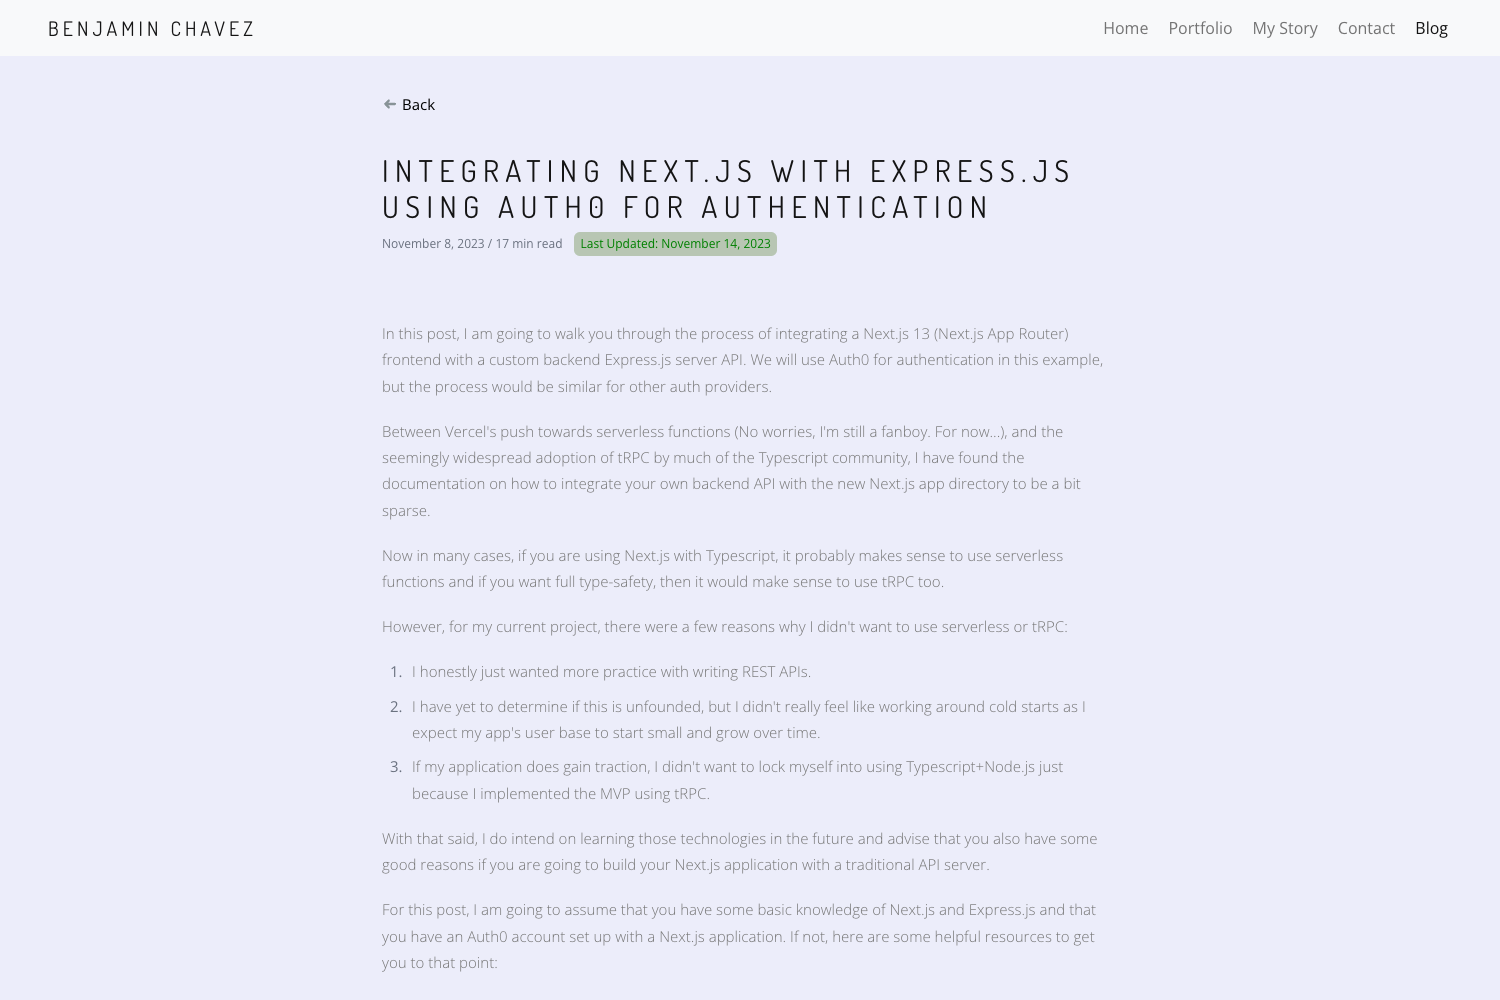 BENJAMIN CHAVEZ
Home Portfolio My Story Contact Blog
Back
INTEGRATING NEXT.JS WITH EXPRESS.JS
USING AUTH0 FOR AUTHENTICATION
November 8, 2023 / 17 min read Last Updated: November 14, 2023
In this post, I am going to walk you through the process of integrating a Next.js 13 (Next.js App Router)
frontend with a custom backend Express.js server API. We will use Auth0 for authentication in this example,
but the process would be similar for other auth providers.
Between Vercel's push towards serverless functions (No worries, I'm still a fanboy. For now...), and the
seemingly widespread adoption of tRPC by much of the Typescript community, I have found the
documentation on how to integrate your own backend API with the new Next.js app directory to be a bit
sparse.
Now in many cases, if you are using Next.js with Typescript, it probably makes sense to use serverless
functions and if you want full type-safety, then it would make sense to use tRPC too.
However, for my current project, there were a few reasons why I didn't want to use serverless or tRPC:
1. I honestly just wanted more practice with writing REST APIs.
2. I have yet to determine if this is unfounded, but I didn't really feel like working around cold starts as I
expect my app's user base to start small and grow over time.
3. If my application does gain traction, I didn't want to lock myself into using Typescript+Node.js just
because I implemented the MVP using tRPC.
With that said, I do intend on learning those technologies in the future and advise that you also have some
good reasons if you are going to build your Next.js application with a traditional API server.
For this post, I am going to assume that you have some basic knowledge of Next.js and Express.js and that
you have an Auth0 account set up with a Next.js application. If not, here are some helpful resources to get
you to that point: